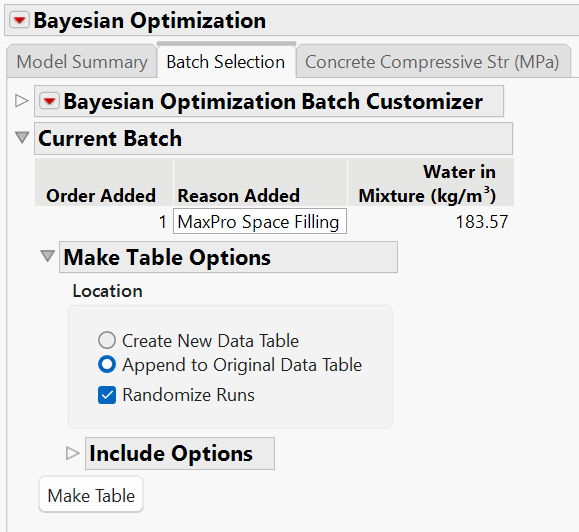 Bayesian Optimization
Model Summary Batch Selection Concrete Compressive Str (MPa)
Bayesian Optimization Batch Customizer
Current Batch
Water in
Order Added Reason Added Mixture (kg/m³)
1 MaxPro Space Filling 183.57
Make Table Options
Location
Create New Data Table
Append to Original Data Table
Randomize Runs
Include Options
Make Table